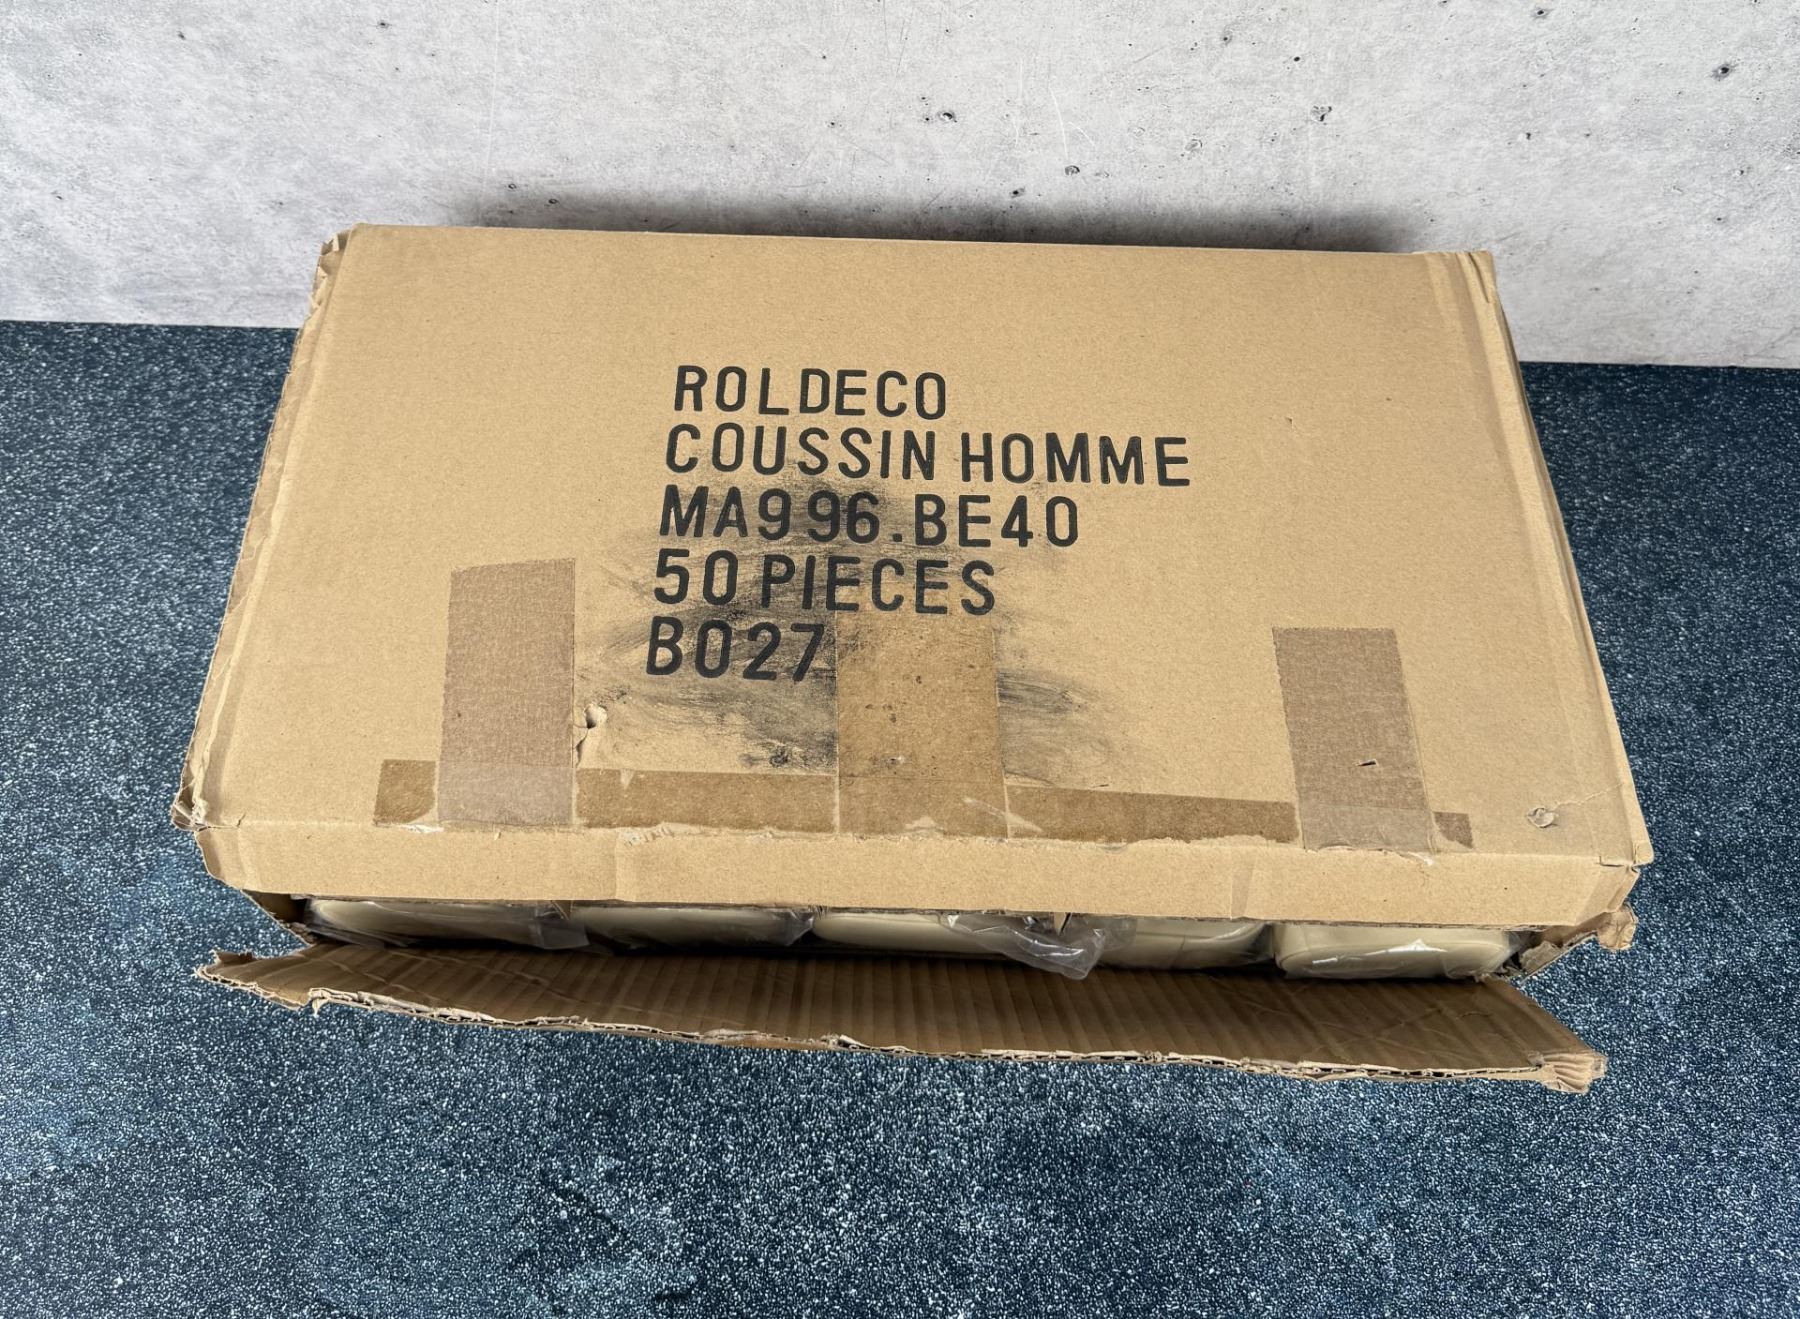 ROLDECO
COUSSIN HOMME
MA996.BE40
50 PIECES
B027